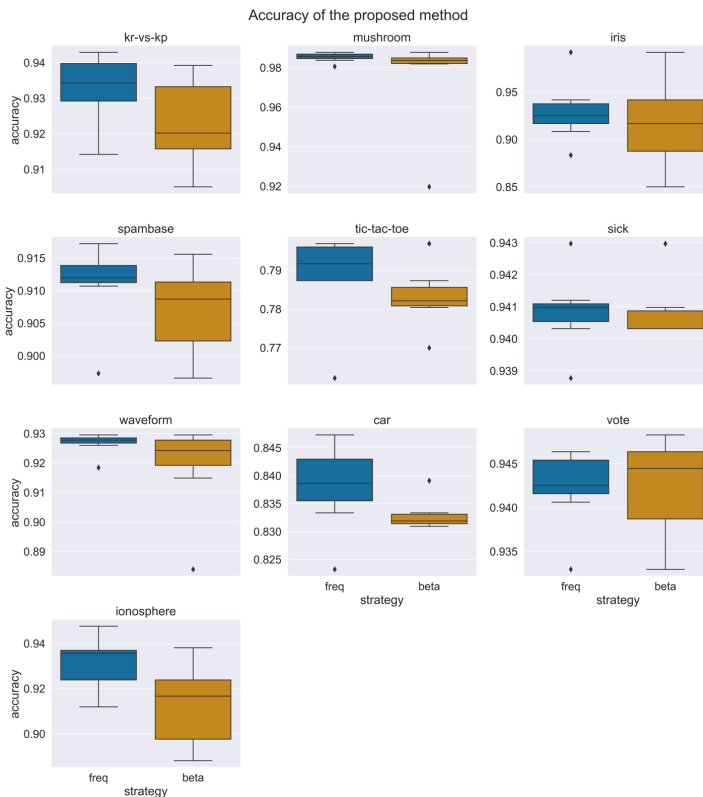 Accuracy of the proposed method
kr-vs-kp
mushroom
iris
accuracy
0.94
0.93
0.92
0.91
0.98
0.96
0.94
0.92
0.95
0.90
0.85
spambase
tic-tac-toe
sick
accuracy
0.915
0.910
0.905
0.900
0.79
0.78
0.77
0.943
0.942
0.941
0.940
0.939
waveform
car
vote
accuracy
0.93
0.92
0.91
0.90
0.89
0.845
0.840
0.835
0.830
0.825
0.945
0.940
0.935
freq
beta
strategy
freq
beta
strategy
ionosphere
accuracy
0.94
0.92
0.90
freq
beta
strategy